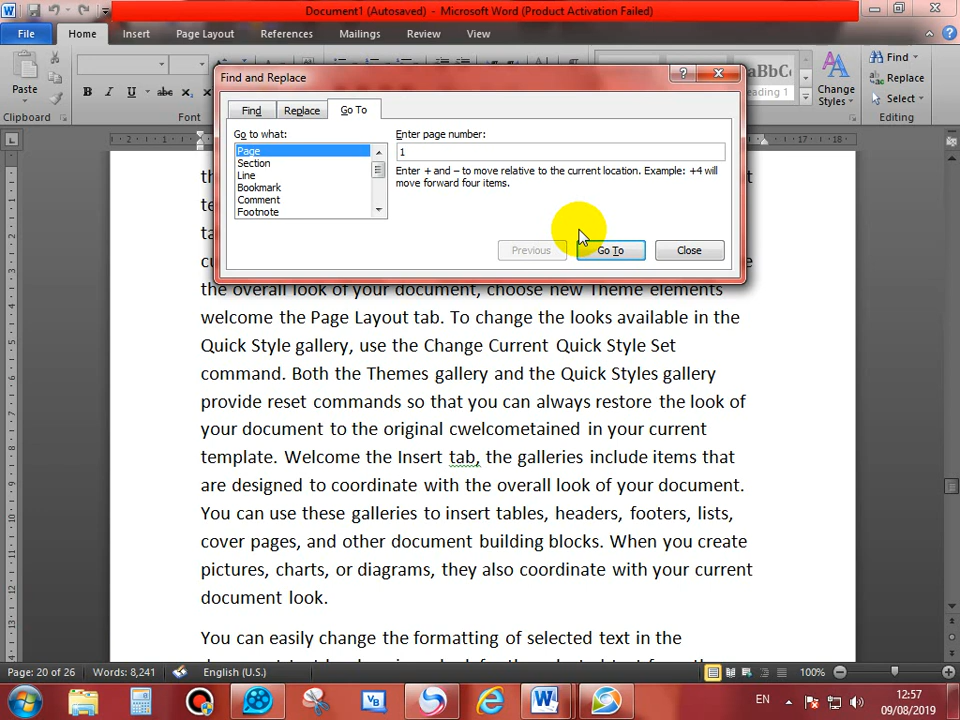 Document1 (Autosaved) - Microsoft Word (Product Activation Failed)
File Home Insert Page Layout References Mailings Review View
Paste
B I U abc x
Clipboard
Font
Change Styles
Heading 1
Find
Replace
Select
Editing
Find and Replace
Find Replace Go To
Go to what:
Page
Section
Line
Bookmark
Comment
Footnote
Enter page number:
1
Enter + and – to move relative to the current location. Example: +4 will
move forward four items.
Previous Go To Close
the overall look of your document, choose new Theme elements
welcome the Page Layout tab. To change the looks available in the
Quick Style gallery, use the Change Current Quick Style Set
command. Both the Themes gallery and the Quick Styles gallery
provide reset commands so that you can always restore the look of
your document to the original cwelcometained in your current
template. Welcome the Insert tab, the galleries include items that
are designed to coordinate with the overall look of your document.
You can use these galleries to insert tables, headers, footers, lists,
cover pages, and other document building blocks. When you create
pictures, charts, or diagrams, they also coordinate with your current
document look.
You can easily change the formatting of selected text in the
Page: 20 of 26 Words: 8,241 English (U.S.) 100%
EN 12:57
09/08/2019